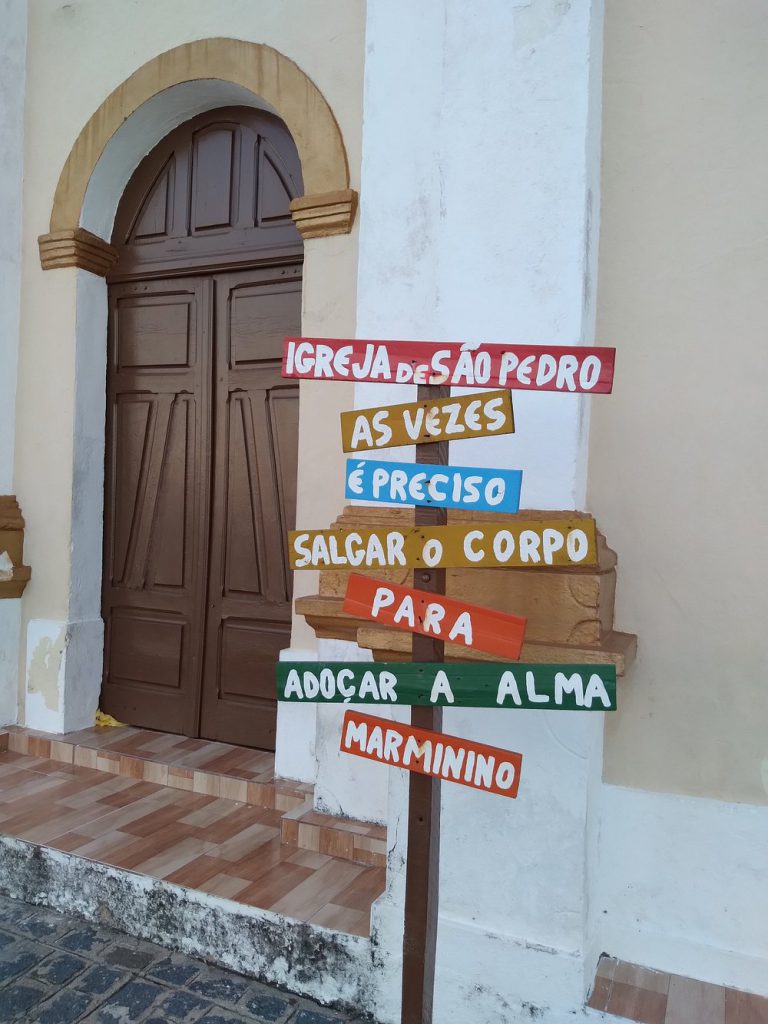 IGREJA DE SÃO PEDRO
AS VEZES
É PRECISO
SALGAR O CORPO
PARA
ADOÇAR A ALMA
MARMININO